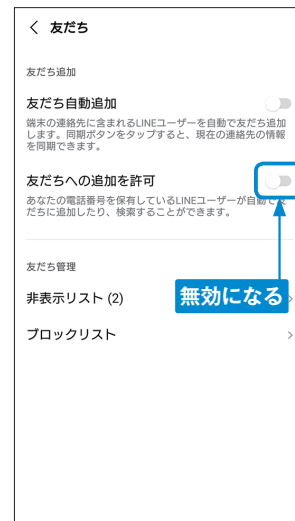 友だち
友だち追加
友だち自動追加
端末の連絡先に含まれるLINEユーザーを自動で友だち追加
します。同期ボタンをタップすると、現在の連絡先の情報
を同期できます。
友だちへの追加を許可
あなたの電話番号を保有しているLINEユーザーが自動で友
だちに追加したり、検索することができます。
友だち管理
非表示リスト (2)
無効になる
ブロックリスト